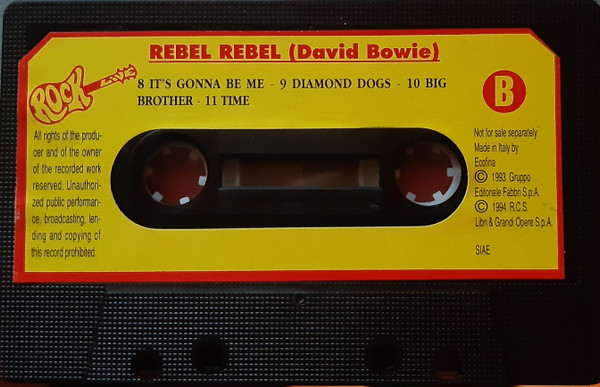 REBEL REBEL (David Bowie)
ROCK LIVE
8 IT'S GONNA BE ME - 9 DIAMOND DOGS - 10 BIG
BROTHER - 11 TIME
B
All rights of the produ-
cer and of the owner
of the recorded work
reserved. Unauthori-
zed public performan-
ce, broadcasting, len-
ding and copying of
this record prohibited.
Not for sale separately
Made in Italy by
Ecofina
© 1993 Gruppo
Editoriale Fabbri S.p.A.
© 1994 R.C.S.
Libri & Grandi Opere S.p.A.
SIAE